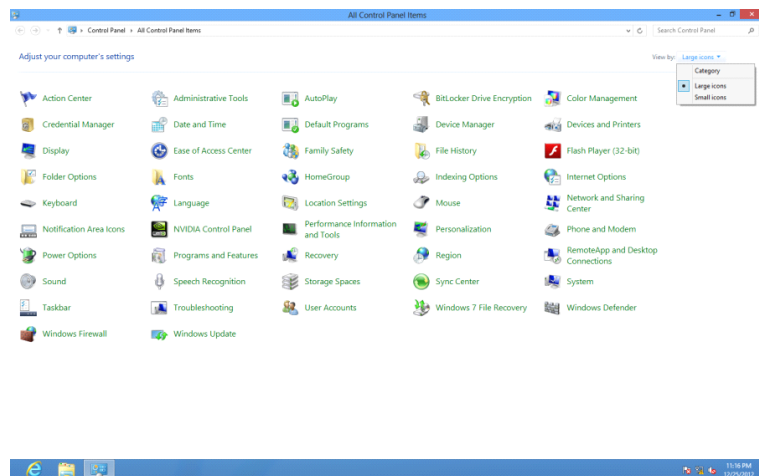 All Control Panel Items
Control Panel All Control Panel Items Search Control Panel
Adjust your computer's settings
View by: Large icons
Category
Large icons
Small icons
Action Center Administrative Tools AutoPlay BitLocker Drive Encryption Color Management
Credential Manager Date and Time Default Programs Device Manager Devices and Printers
Display Ease of Access Center Family Safety File History Flash Player (32-bit)
Folder Options Fonts HomeGroup Indexing Options Internet Options
Keyboard Language Location Settings Mouse Network and Sharing
Center
Notification Area Icons NVIDIA Control Panel Performance Information
and Tools
Personalization Phone and Modem
Power Options Programs and Features Recovery Region RemoteApp and Desktop
Connections
Sound Speech Recognition Storage Spaces Sync Center System
Taskbar Troubleshooting User Accounts Windows 7 File Recovery Windows Defender
Windows Firewall Windows Update
11:16 PM
12/25/2012